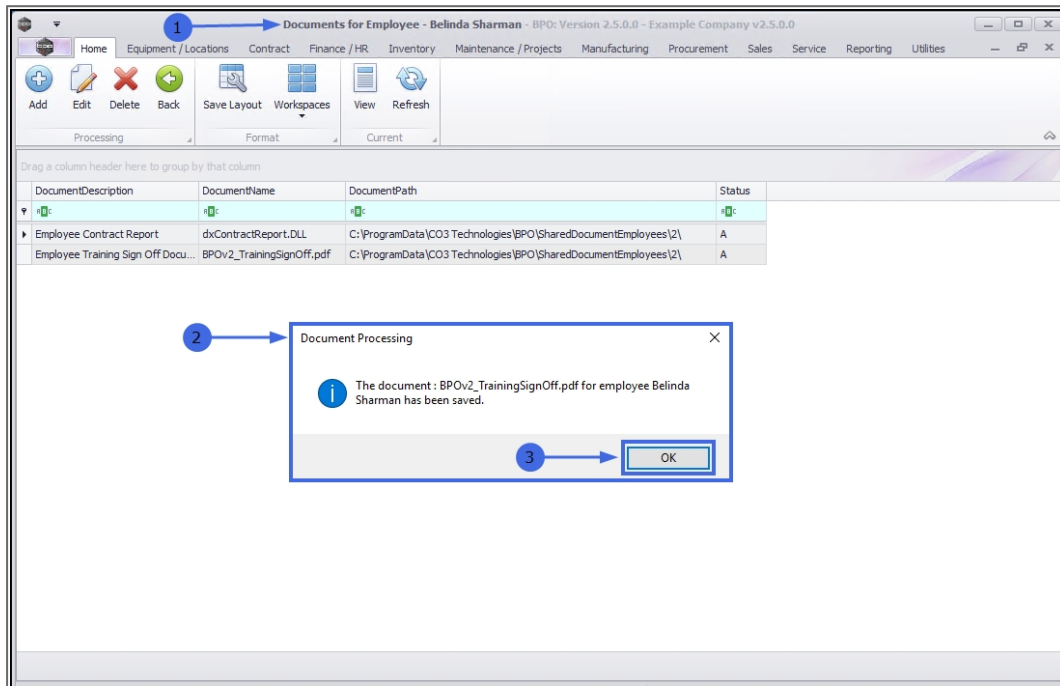 1
Documents for Employee - Belinda Sharman - BPO: Version 2.5.0.0 - Example Company v2.5.0.0
Home Equipment / Locations Contract Finance / HR Inventory Maintenance / Projects Manufacturing Procurement Sales Service Reporting Utilities
Add Edit Delete Back Save Layout Workspaces View Refresh
Processing Format Current
Drag a column header here to group by that column
DocumentDescription DocumentName DocumentPath Status
ABC ABC ABC ABC
Employee Contract Report dxContractReport.DLL C:\ProgramData\CO3 Technologies\BPO\SharedDocumentEmployees\2\ A
Employee Training Sign Off Docu... BPOv2_TrainingSignOff.pdf C:\ProgramData\CO3 Technologies\BPO\SharedDocumentEmployees\2\ A
2
Document Processing
The document : BPOv2_TrainingSignOff.pdf for employee Belinda
Sharman has been saved.
3
OK